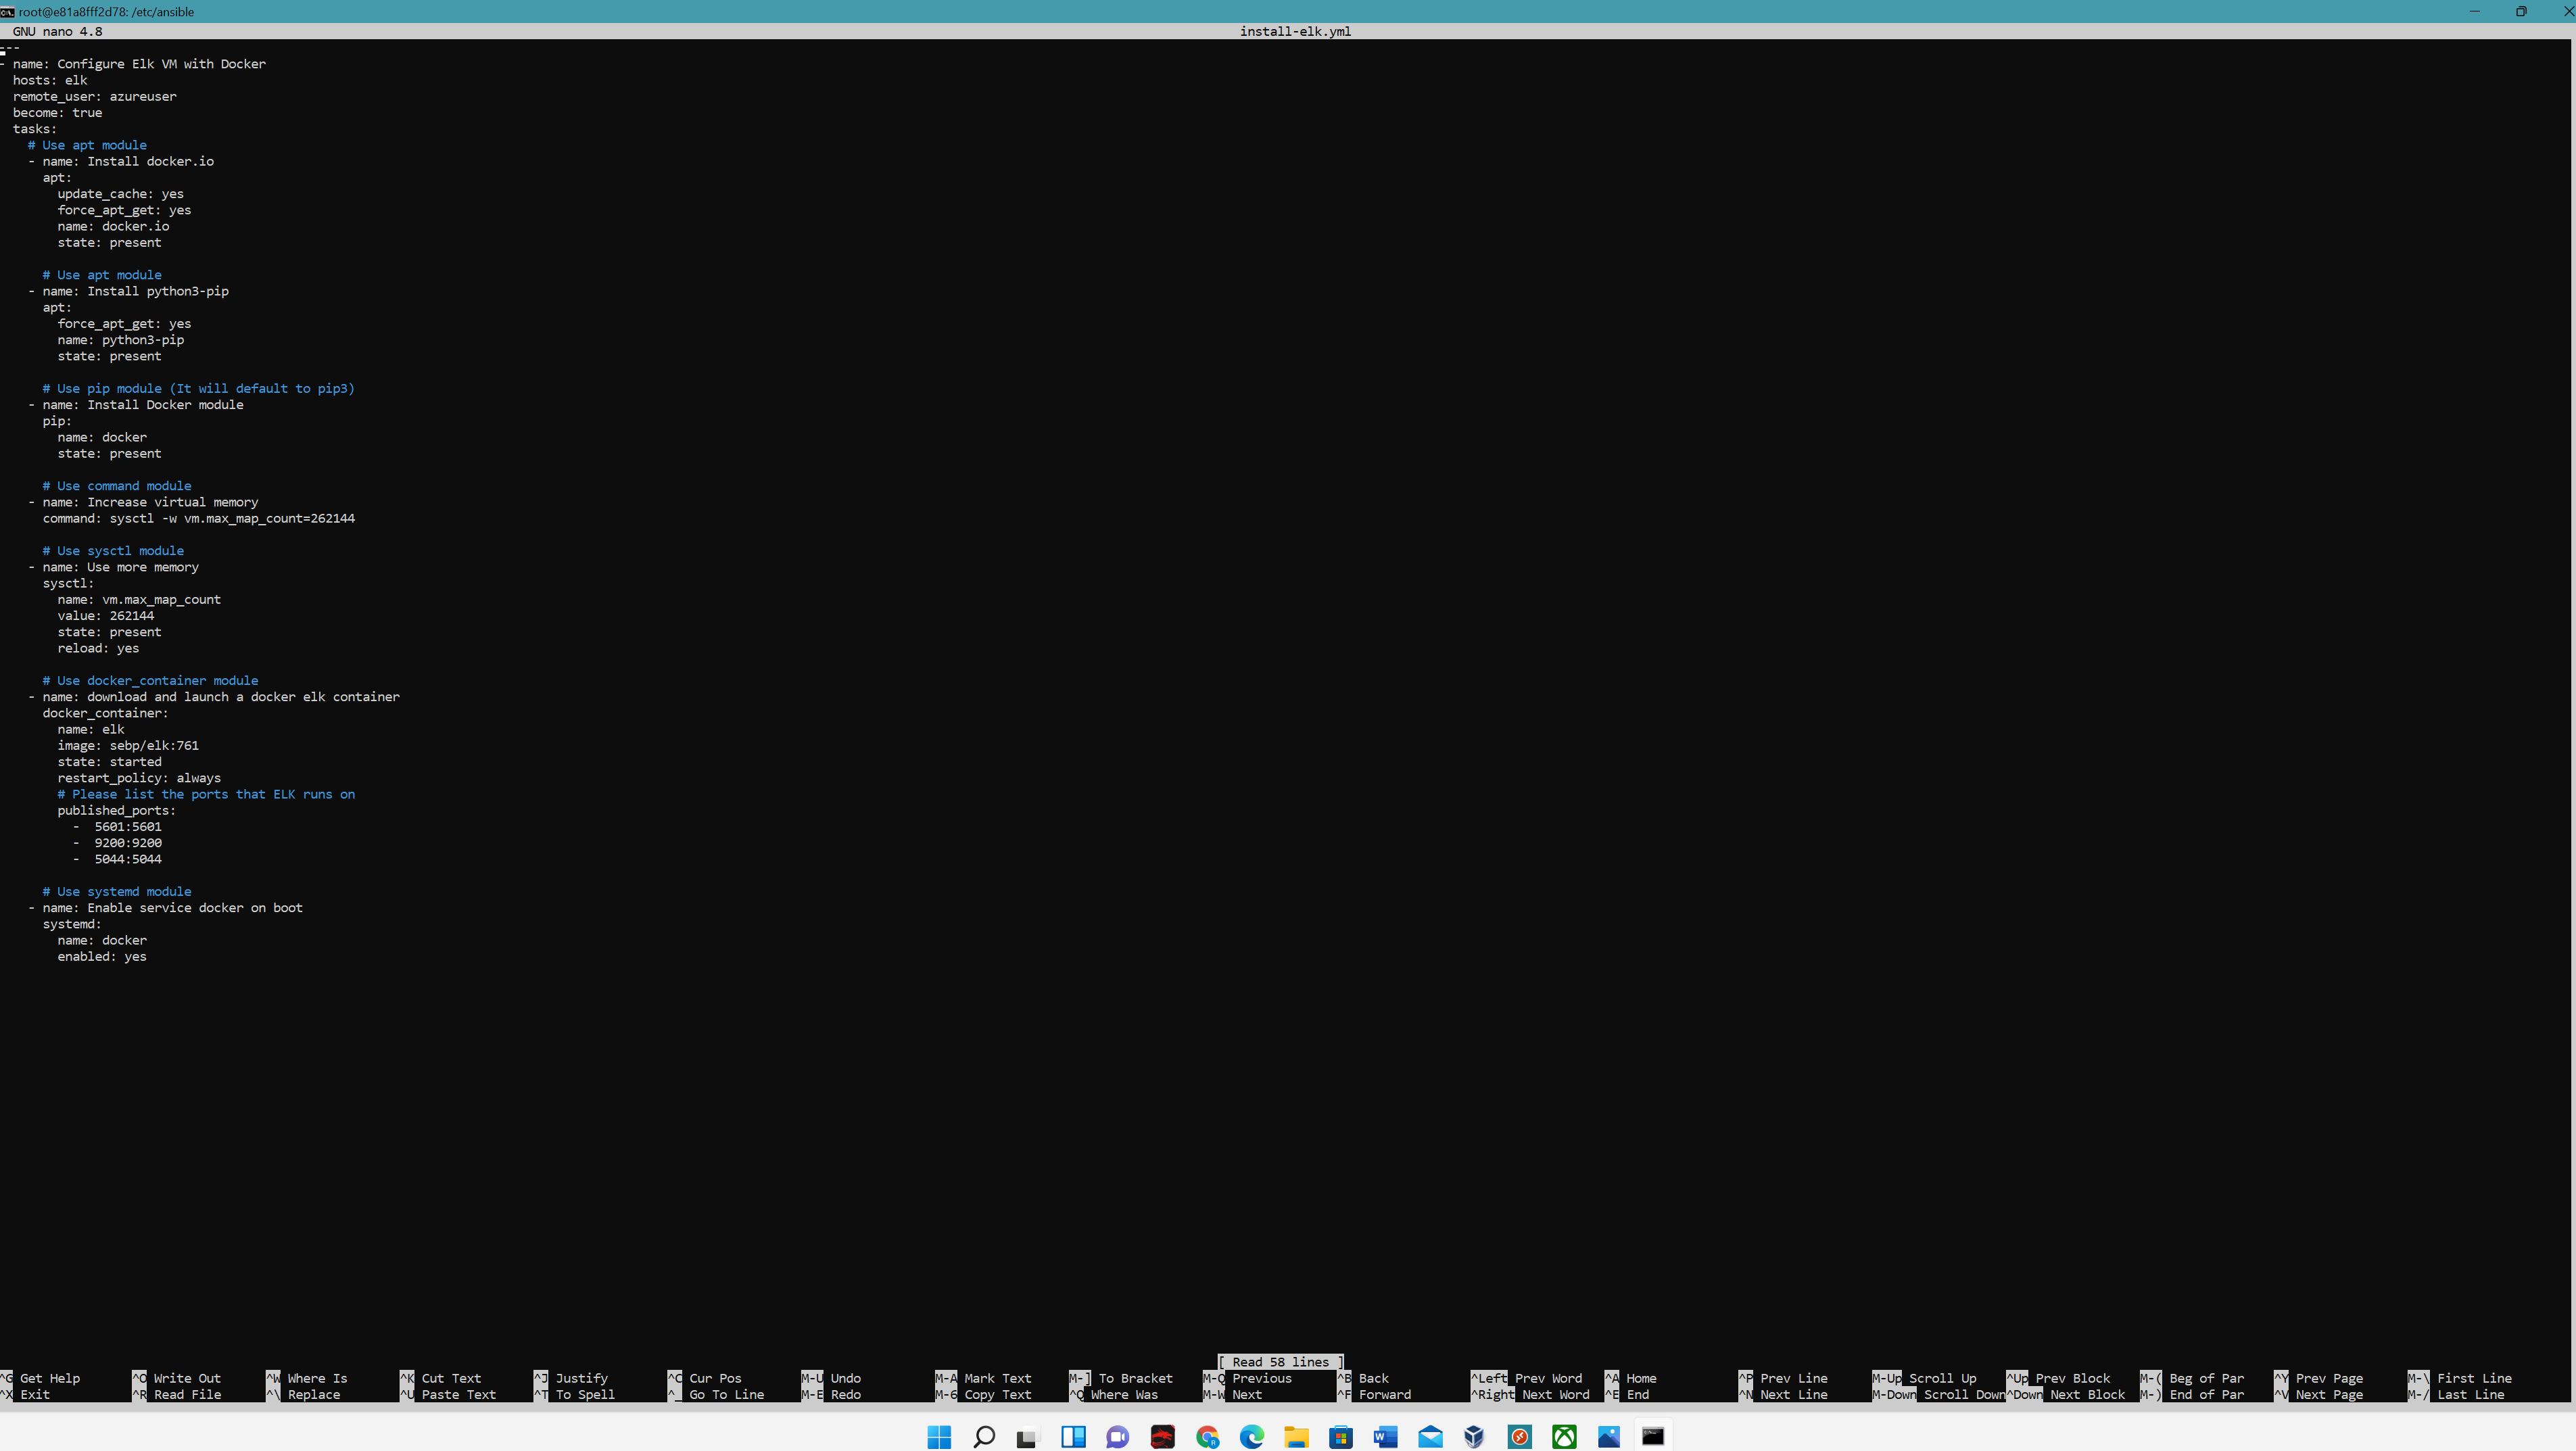 root@e81a8fff2d78: /etc/ansible
GNU nano 4.8 install-elk.yml
---
- name: Configure Elk VM with Docker
  hosts: elk
  remote_user: azureuser
  become: true
  tasks:
    # Use apt module
    - name: Install docker.io
      apt:
        update_cache: yes
        force_apt_get: yes
        name: docker.io
        state: present

      # Use apt module
    - name: Install python3-pip
      apt:
        force_apt_get: yes
        name: python3-pip
        state: present

      # Use pip module (It will default to pip3)
    - name: Install Docker module
      pip:
        name: docker
        state: present

      # Use command module
    - name: Increase virtual memory
      command: sysctl -w vm.max_map_count=262144

      # Use sysctl module
    - name: Use more memory
      sysctl:
        name: vm.max_map_count
        value: 262144
        state: present
        reload: yes

      # Use docker_container module
    - name: download and launch a docker elk container
      docker_container:
        name: elk
        image: sebp/elk:761
        state: started
        restart_policy: always
        # Please list the ports that ELK runs on
        published_ports:
          -  5601:5601
          -  9200:9200
          -  5044:5044

      # Use systemd module
    - name: Enable service docker on boot
      systemd:
        name: docker
        enabled: yes
[ Read 58 lines ]
^G Get Help ^O Write Out ^W Where Is ^K Cut Text ^J Justify ^C Cur Pos M-U Undo M-A Mark Text M-] To Bracket M-Q Previous ^B Back ^Left Prev Word ^A Home ^P Prev Line M-Up Scroll Up ^Up Prev Block M-( Beg of Par ^Y Prev Page M-\ First Line
^X Exit ^R Read File ^\ Replace ^U Paste Text ^T To Spell ^_ Go To Line M-E Redo M-6 Copy Text ^Q Where Was M-W Next ^F Forward ^Right Next Word ^E End ^N Next Line M-Down Scroll Down ^Down Next Block M-) End of Par ^V Next Page M-/ Last Line